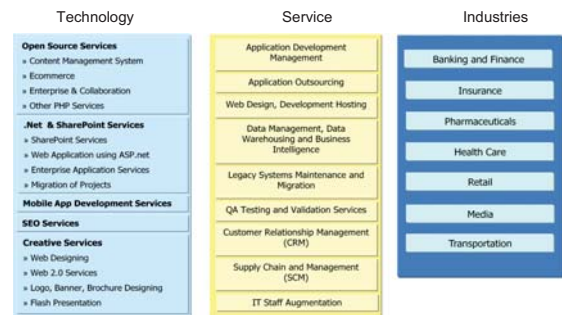 Technology
Service
Industries
Open Source Services
» Content Management System
» Ecommerce
» Enterprise & Collaboration
» Other PHP Services
.Net & SharePoint Services
» SharePoint Services
» Web Application using ASP.net
» Enterprise Application Services
» Migration of Projects
Mobile App Development Services
SEO Services
Creative Services
» Web Designing
» Web 2.0 Services
» Logo, Banner, Brochure Designing
» Flash Presentation
Application Development
Management
Application Outsourcing
Web Design, Development Hosting
Data Management, Data
Warehousing and Business
Intelligence
Legacy Systems Maintenance and
Migration
QA Testing and Validation Services
Customer Relationship Management
(CRM)
Supply Chain and Management
(SCM)
IT Staff Augmentation
Banking and Finance
Insurance
Pharmaceuticals
Health Care
Retail
Media
Transportation